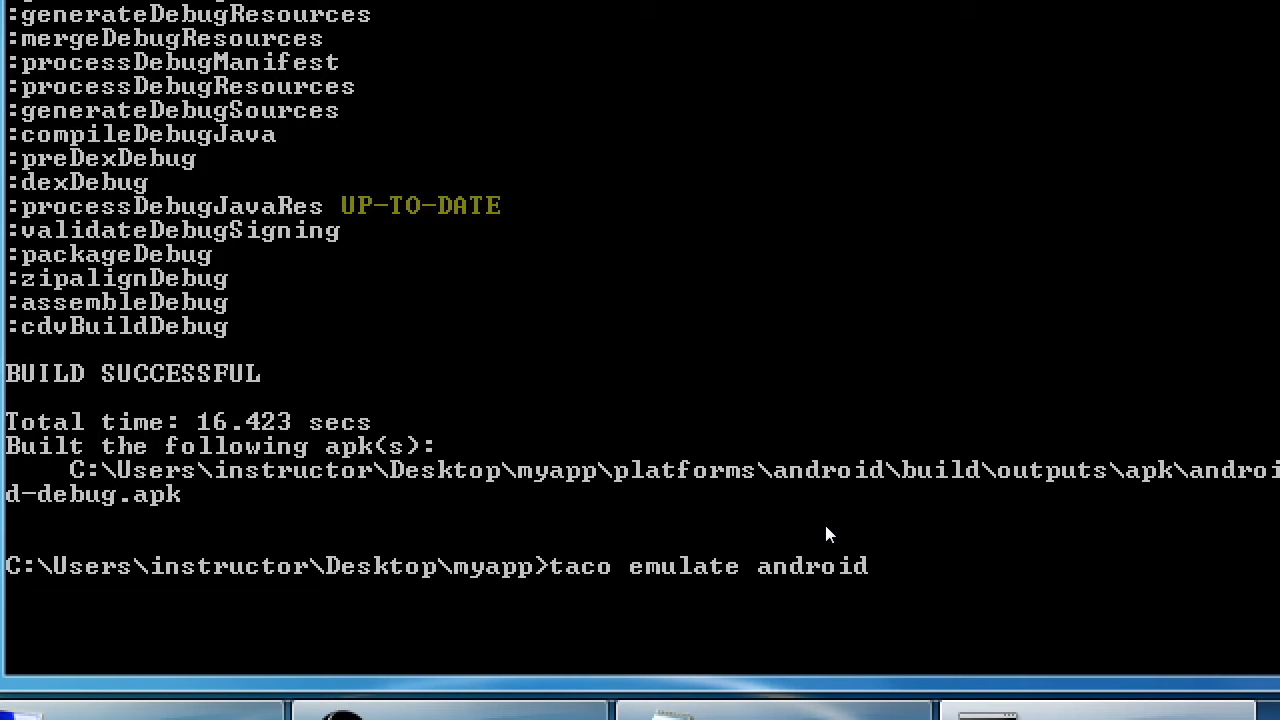 :generateDebugResources
:mergeDebugResources
:processDebugManifest
:processDebugResources
:generateDebugSources
:compileDebugJava
:preDexDebug
:dexDebug
:processDebugJavaRes UP-TO-DATE
:validateDebugSigning
:packageDebug
:zipalignDebug
:assembleDebug
:cdvBuildDebug
BUILD SUCCESSFUL
Total time: 16.423 secs
Built the following apk(s):
C:\Users\instructor\Desktop\myapp\platforms\android\build\outputs\apk\androi
d-debug.apk
C:\Users\instructor\Desktop\myapp>taco emulate android